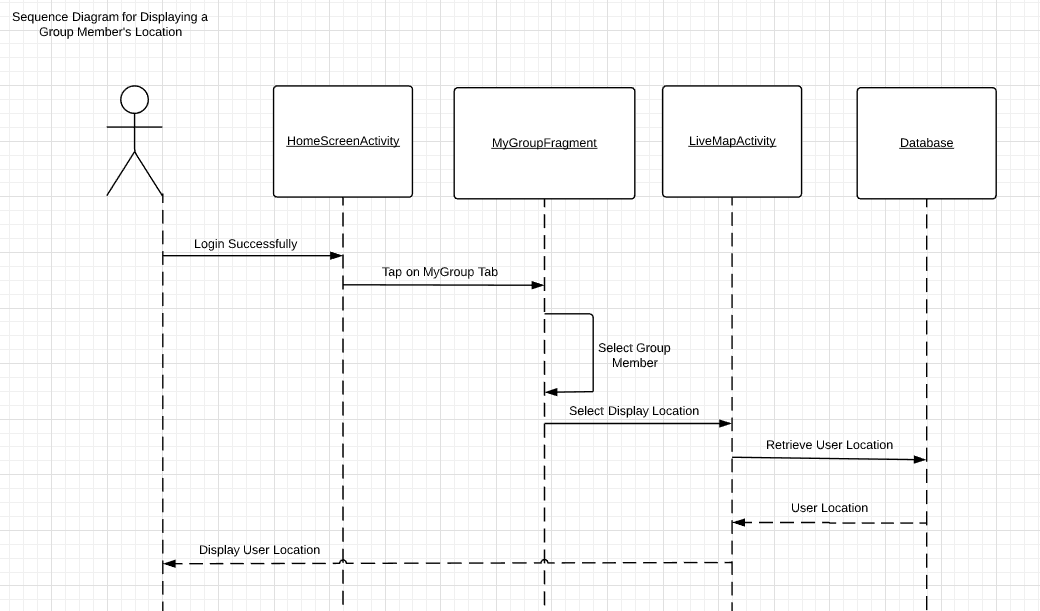 Sequence Diagram for Displaying a
Group Member's Location
HomeScreenActivity
MyGroupFragment
LiveMapActivity
Database
Login Successfully
Tap on MyGroup Tab
Select Group
Member
Select Display Location
Retrieve User Location
User Location
Display User Location